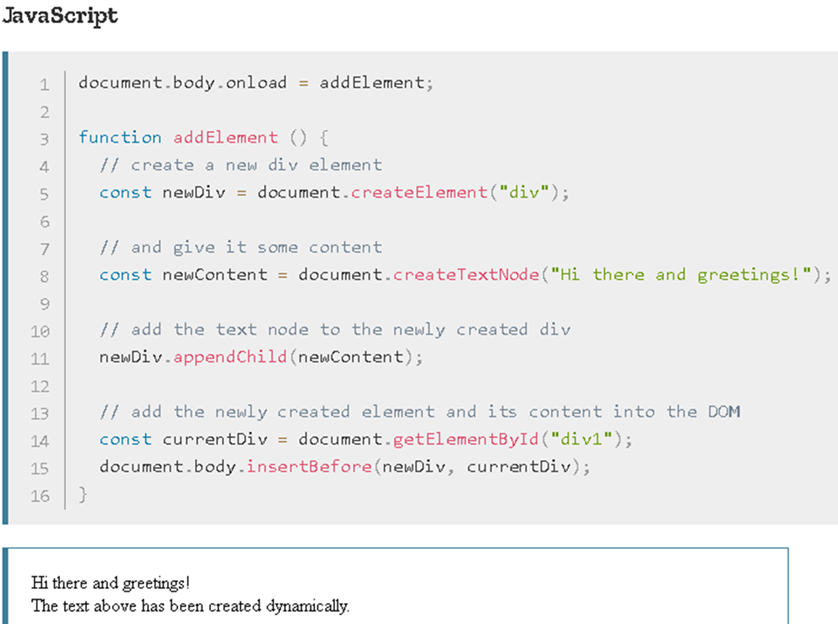 JavaScript
1 document.body.onload = addElement;
2
3 function addElement () {
4 // create a new div element
5 const newDiv = document.createElement("div");
6
7 // and give it some content
8 const newContent = document.createTextNode("Hi there and greetings!");
9
10 // add the text node to the newly created div
11 newDiv.appendChild(newContent);
12
13 // add the newly created element and its content into the DOM
14 const currentDiv = document.getElementById("div1");
15 document.body.insertBefore(newDiv, currentDiv);
16 }
Hi there and greetings!
The text above has been created dynamically.